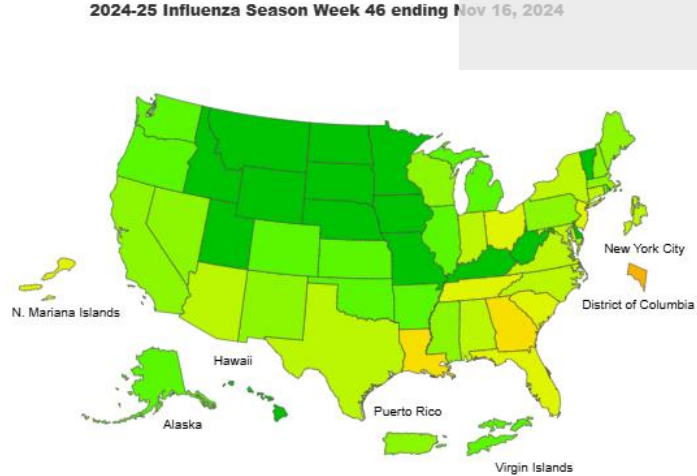 2024-25 Influenza Season Week 46 ending Nov 16, 2024
New York City
District of Columbia
N. Mariana Islands
Hawaii
Alaska
Puerto Rico
Virgin Islands